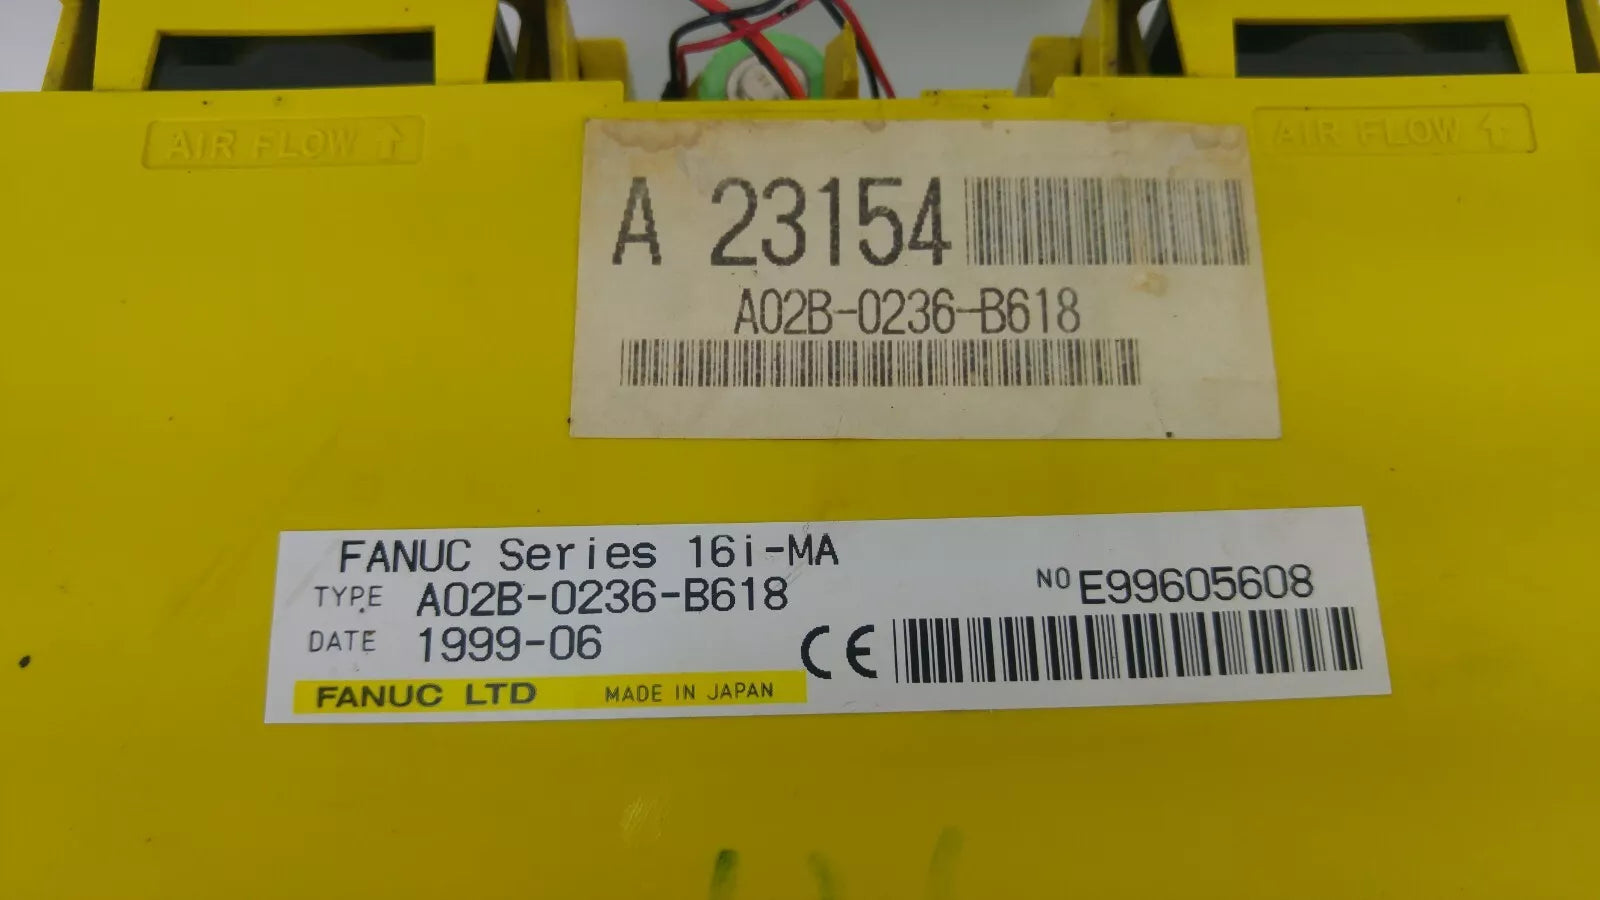 AIR FLOW ↑
AIR FLOW ↑
A 23154
A02B-0236-B618
FANUC Series 16i-MA
TYPE A02B-0236-B618
NO E99605608
DATE 1999-06
CE
FANUC LTD MADE IN JAPAN